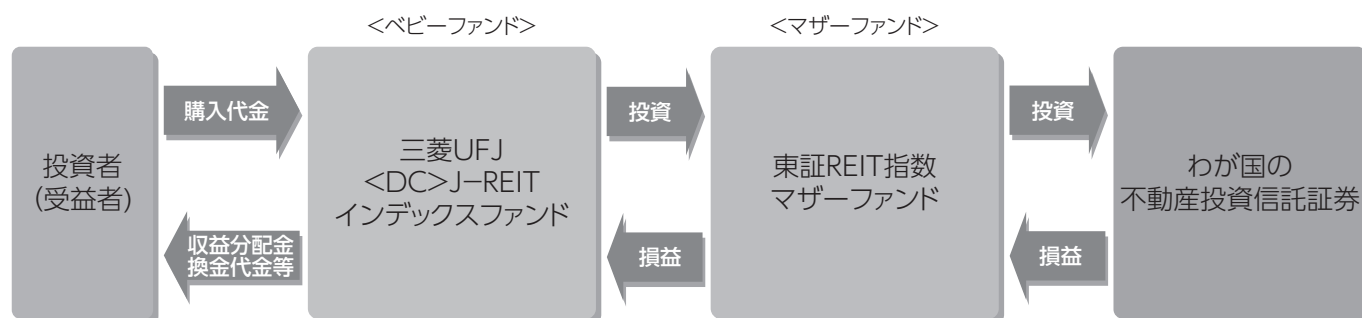 <ベビーファンド>
<マザーファンド>
投資者
(受益者)
購入代金
収益分配金
換金代金等
三菱UFJ
<DC>J-REIT
インデックスファンド
投資
損益
東証REIT指数
マザーファンド
投資
損益
わが国の
不動産投資信託証券